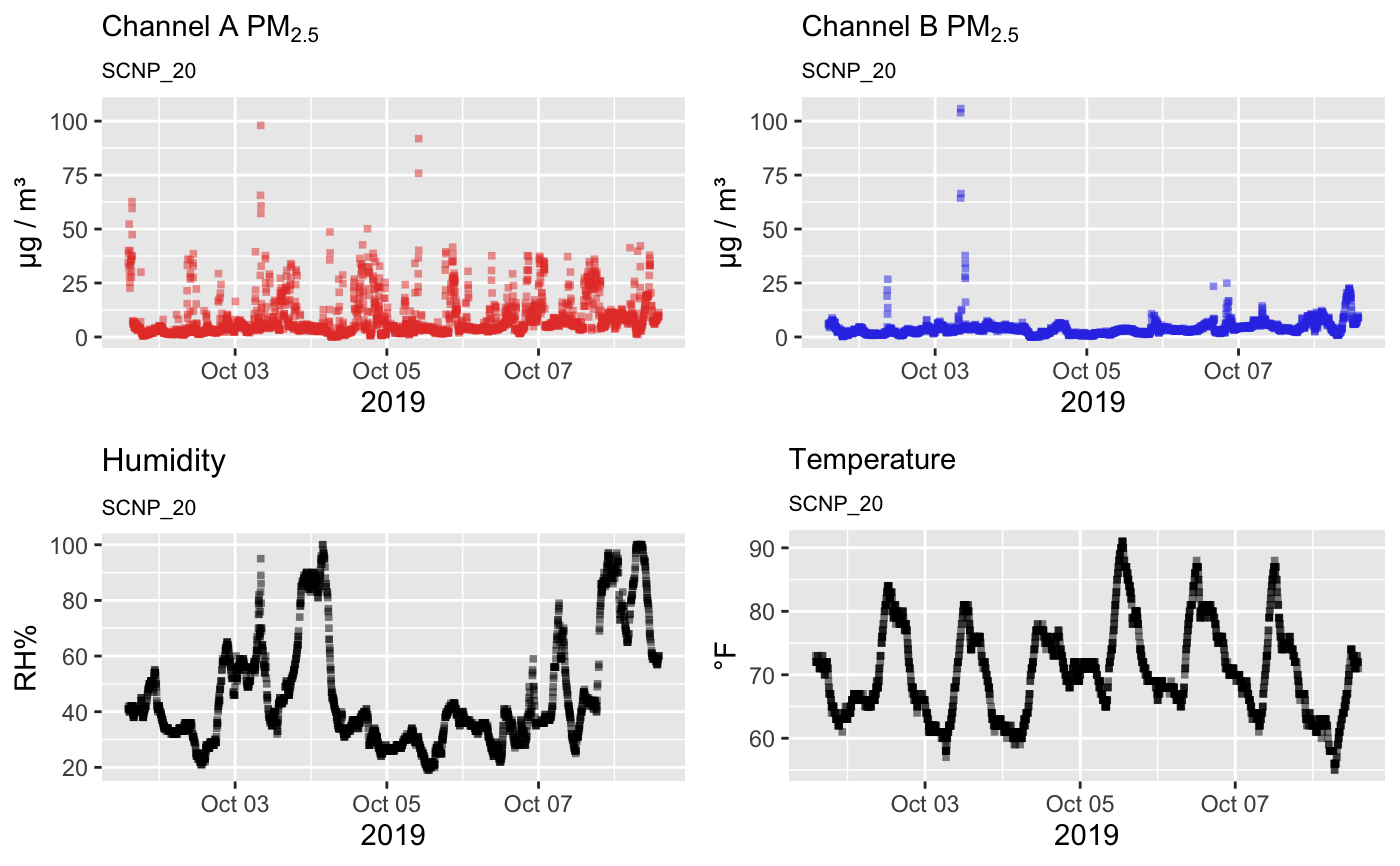 Channel A PM2.5
SCNP_20
100
75
50
25
0
µg / m³
Oct 03 Oct 05 Oct 07
2019
Channel B PM2.5
SCNP_20
100
75
50
25
0
µg / m³
Oct 03 Oct 05 Oct 07
2019
Humidity
SCNP_20
100
80
60
40
20
RH%
Oct 03 Oct 05 Oct 07
2019
Temperature
SCNP_20
90
80
70
60
°F
Oct 03 Oct 05 Oct 07
2019